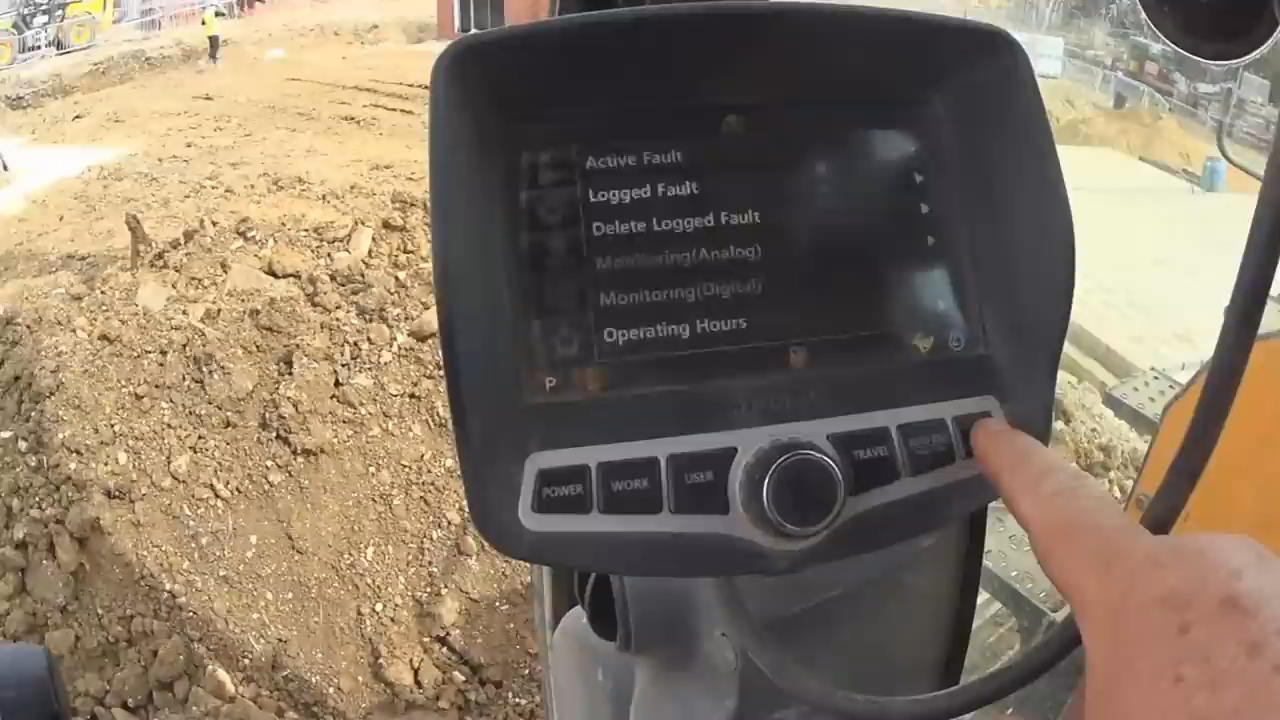 Active Fault
Logged Fault
Delete Logged Fault
Monitoring(Analog)
Monitoring(Digital)
Operating Hours
P
POWER
WORK
USER
TRAVEL